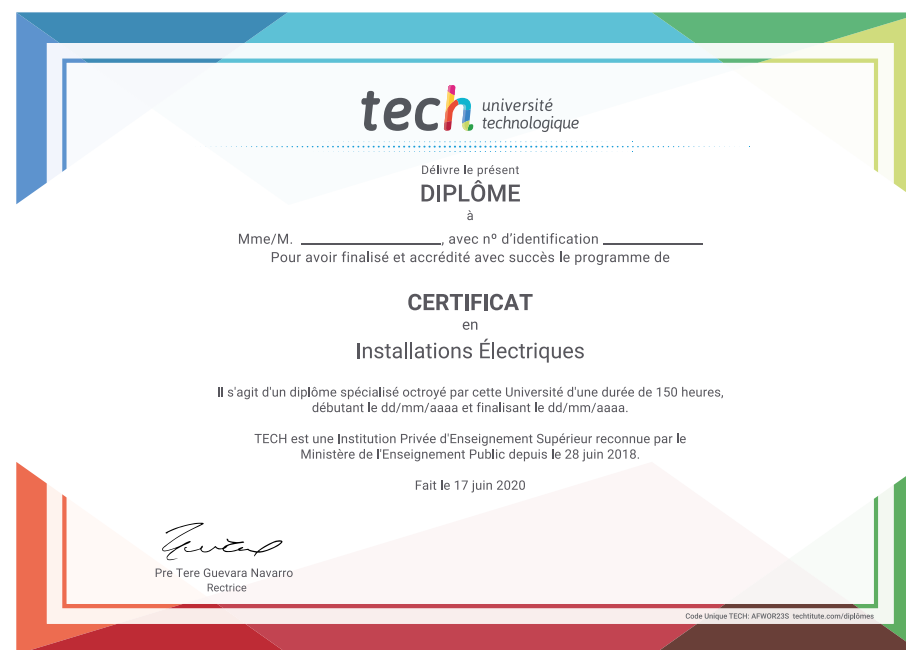 tech université
technologique
Délivre le présent
DIPLÔME
à
Mme/M. ____________________, avec nº d'identification ______________
Pour avoir finalisé et accrédité avec succès le programme de
CERTIFICAT
en
Installations Électriques
Il s'agit d'un diplôme spécialisé octroyé par cette Université d'une durée de 150 heures,
débutant le dd/mm/aaaa et finalisant le dd/mm/aaaa.
TECH est une Institution Privée d'Enseignement Supérieur reconnue par le
Ministère de l'Enseignement Public depuis le 28 juin 2018.
Fait le 17 juin 2020
Pre Tere Guevara Navarro
Rectrice
Code Unique TECH: AFWOR23S techtitute.com/diplômes